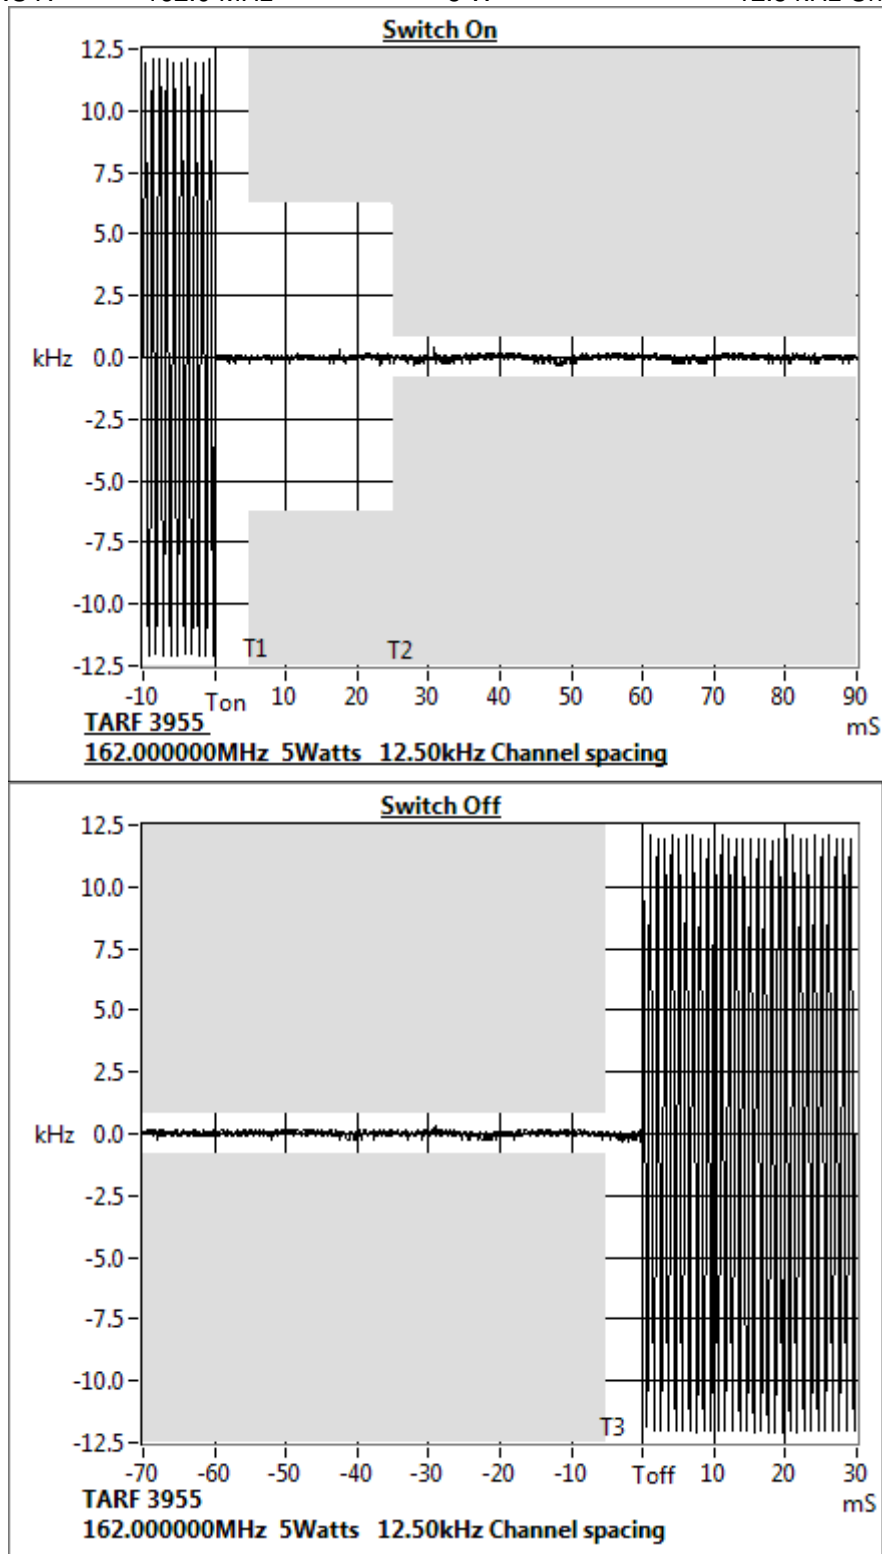 Switch On
12.5
10.0
7.5
5.0
2.5
kHz 0.0
-2.5
-5.0
-7.5
-10.0
-12.5
T1 T2
-10 Ton 10 20 30 40 50 60 70 80 90
mS
TARF 3955
162.000000MHz 5Watts 12.50kHz Channel spacing
Switch Off
12.5
10.0
7.5
5.0
2.5
kHz 0.0
-2.5
-5.0
-7.5
-10.0
-12.5
T3
-70 -60 -50 -40 -30 -20 -10 Toff 10 20 30
mS
TARF 3955
162.000000MHz 5Watts 12.50kHz Channel spacing